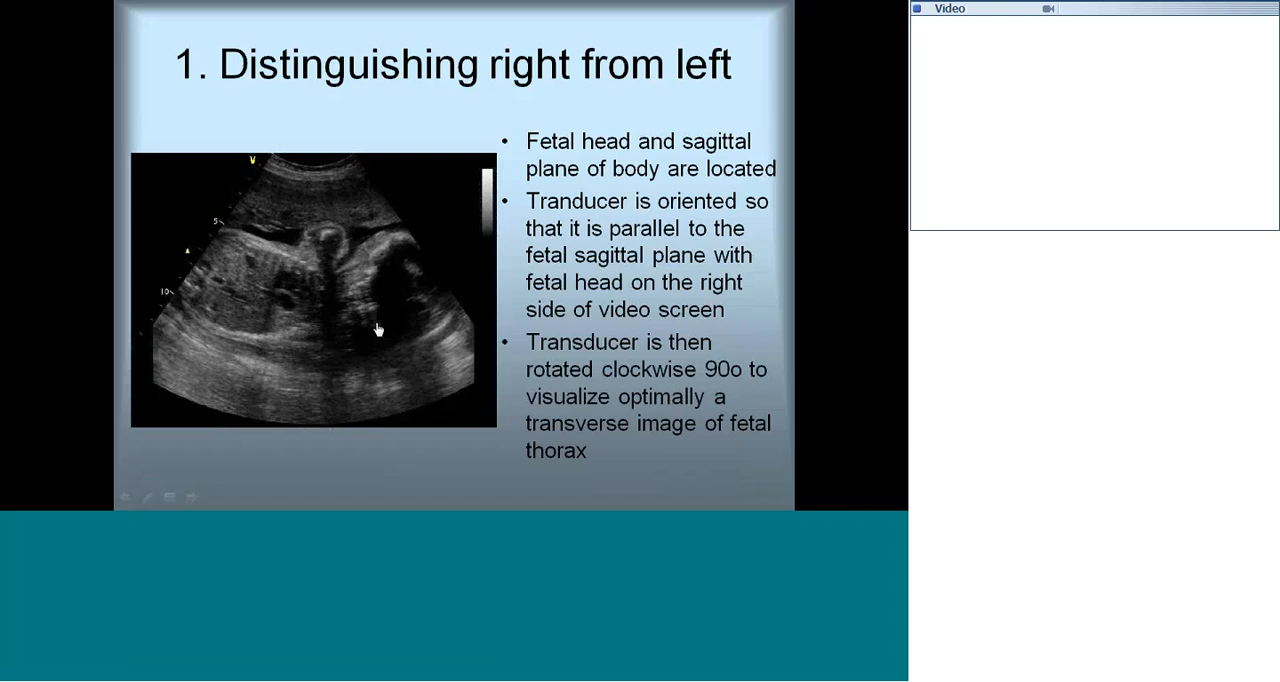 Video
1. Distinguishing right from left
• Fetal head and sagittal
plane of body are located
• Tranducer is oriented so
that it is parallel to the
fetal sagittal plane with
fetal head on the right
side of video screen
• Transducer is then
rotated clockwise 90o to
visualize optimally a
transverse image of fetal
thorax
V
5
10